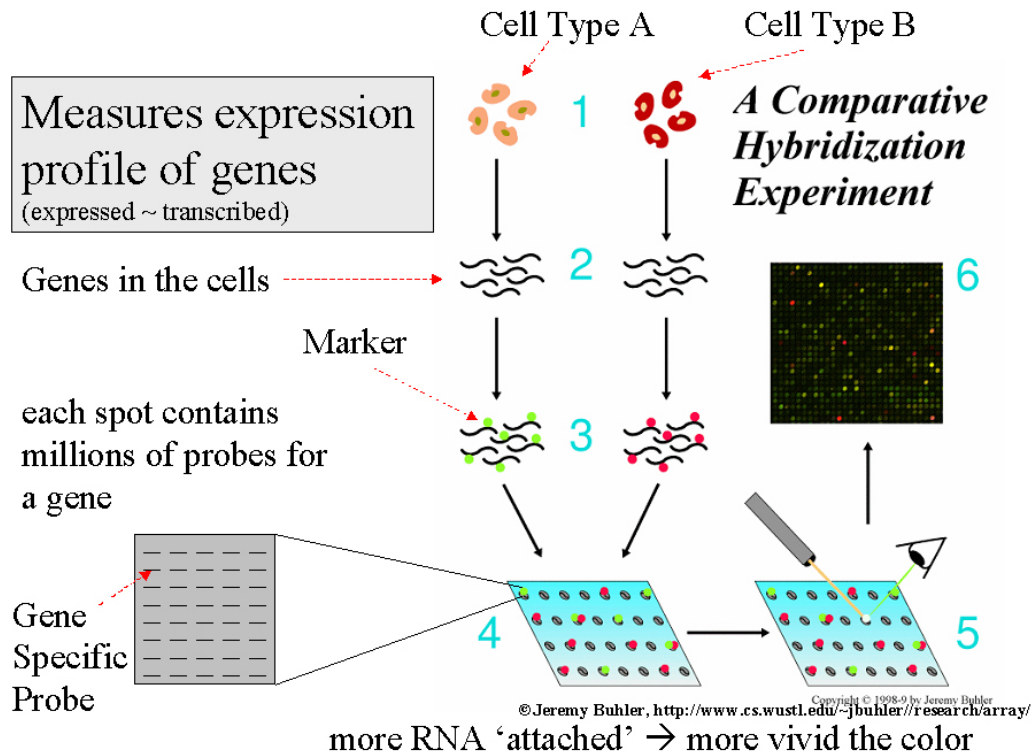 Cell Type A
Cell Type B
Measures expression
profile of genes
(expressed ~ transcribed)
1
A Comparative
Hybridization
Experiment
Genes in the cells
2
6
Marker
3
each spot contains
millions of probes for
a gene
Gene
Specific
Probe
4
5
Copyright © 1998-9 by Jeremy Buhler
©Jeremy Buhler, http://www.cs.wustl.edu/~jbuhler//research/array/
more RNA ‘attached’ → more vivid the color